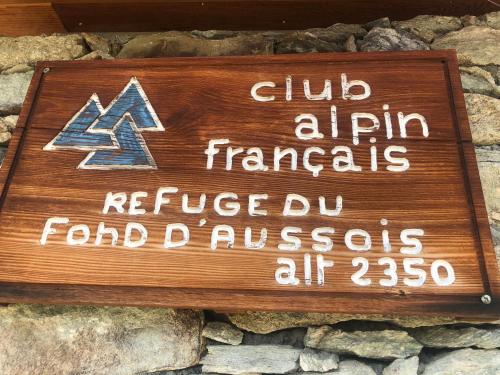 club
alpin
français
REFUGE DU
FOND D'AUSSOIS
alt 2350